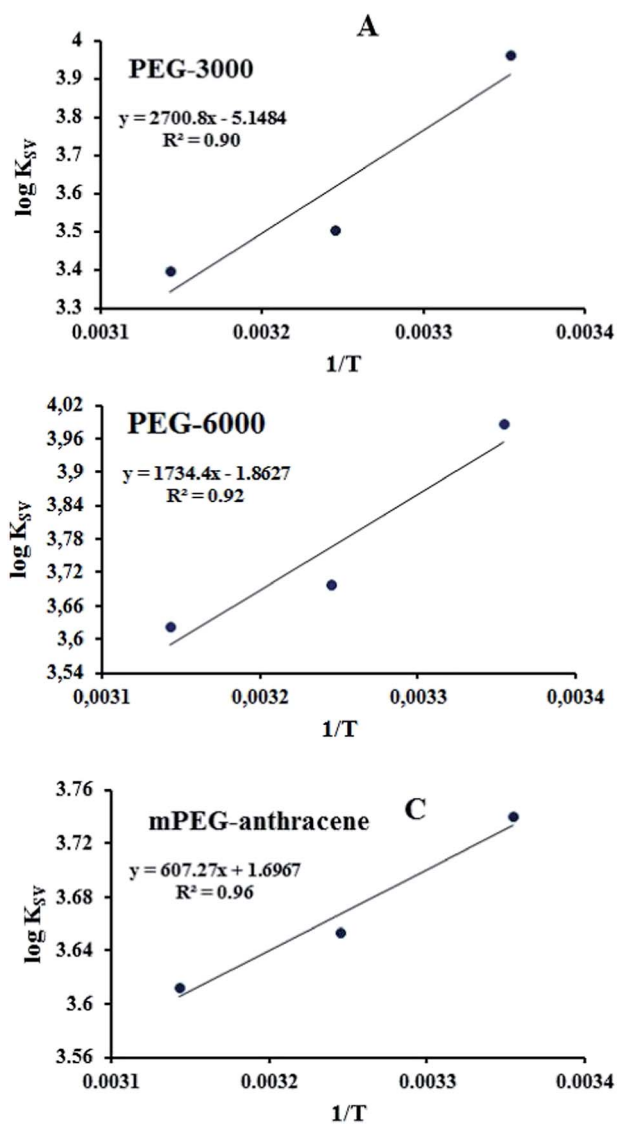 A
PEG-3000
y = 2700.8x - 5.1484
R² = 0.90
log K_SV
4
3.9
3.8
3.7
3.6
3.5
3.4
3.3
0.0031 0.0032 0.0033 0.0034
1/T
PEG-6000
y = 1734.4x - 1.8627
R² = 0.92
log K_SV
4,02
3,96
3,9
3,84
3,78
3,72
3,66
3,6
3,54
0,0031 0,0032 0,0033 0,0034
1/T
C
mPEG-anthracene
y = 607.27x + 1.6967
R² = 0.96
log K_SV
3.76
3.72
3.68
3.64
3.6
3.56
0.0031 0.0032 0.0033 0.0034
1/T